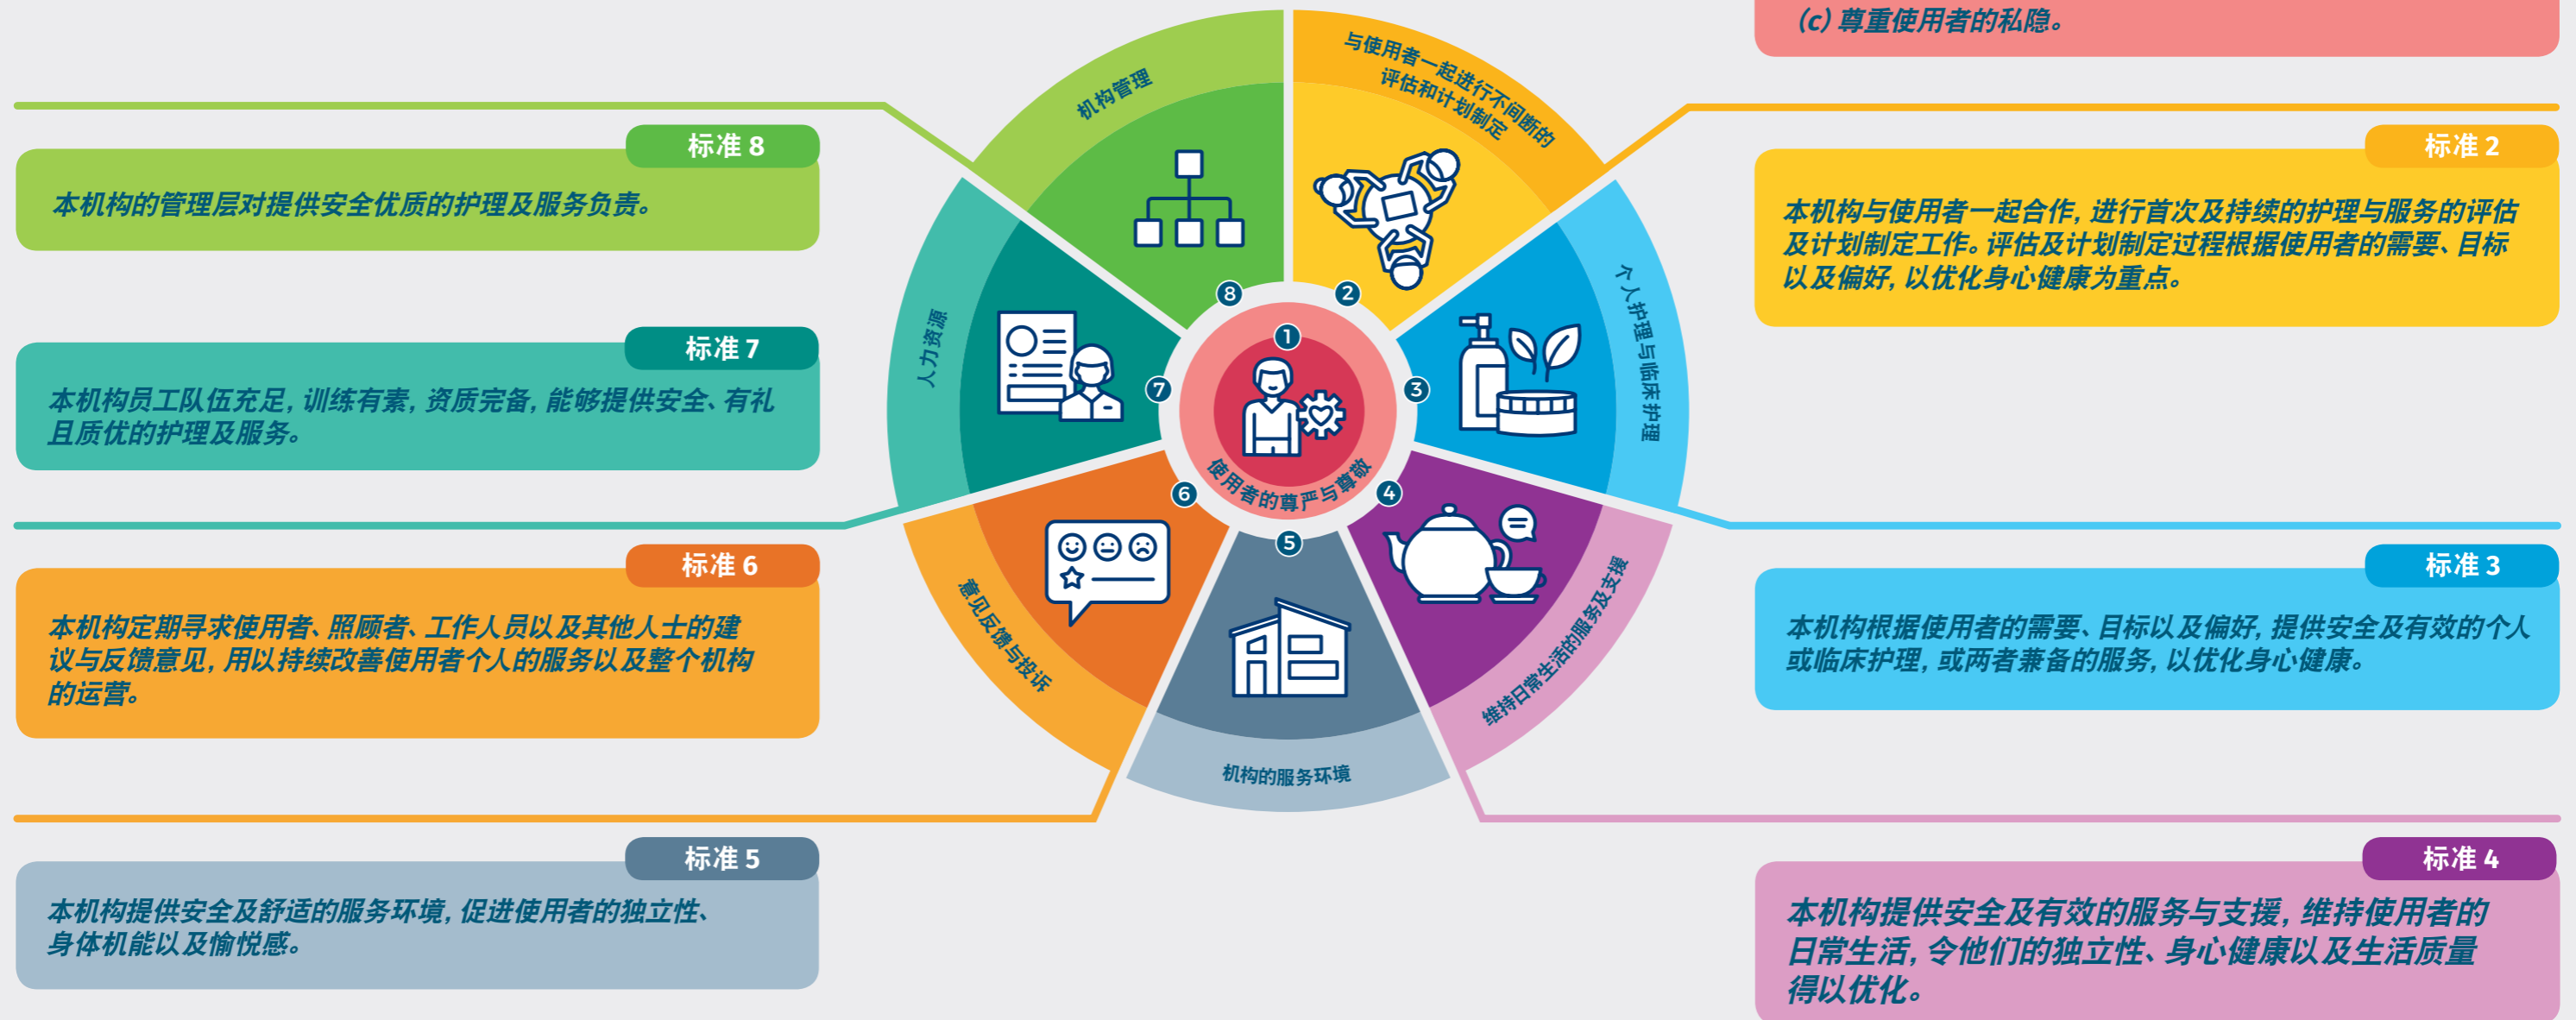 (c) 尊重使用者的私隐。
机构管理
与使用者一起进行不间断的
评估和计划制定
标准 8
本机构的管理层对提供安全优质的护理及服务负责。
标准 2
本机构与使用者一起合作, 进行首次及持续的护理与服务的评估
及计划制定工作。评估及计划制定过程根据使用者的需要、目标
以及偏好, 以优化身心健康为重点。
8
2
人力资源
个人护理与临床护理
标准 7
本机构员工队伍充足, 训练有素, 资质完备, 能够提供安全、有礼
且质优的护理及服务。
1
7
3
使用者的尊严与尊敬
6
4
5
标准 6
本机构定期寻求使用者、照顾者、工作人员以及其他人士的建
议与反馈意见, 用以持续改善使用者个人的服务以及整个机构
的运营。
意见反馈与投诉
维持日常生活的服务及支援
标准 3
本机构根据使用者的需要、目标以及偏好, 提供安全及有效的个人
或临床护理, 或两者兼备的服务, 以优化身心健康。
机构的服务环境
标准 5
本机构提供安全及舒适的服务环境, 促进使用者的独立性、
身体机能以及愉悦感。
标准 4
本机构提供安全及有效的服务与支援, 维持使用者的
日常生活, 令他们的独立性、身心健康以及生活质量
得以优化。